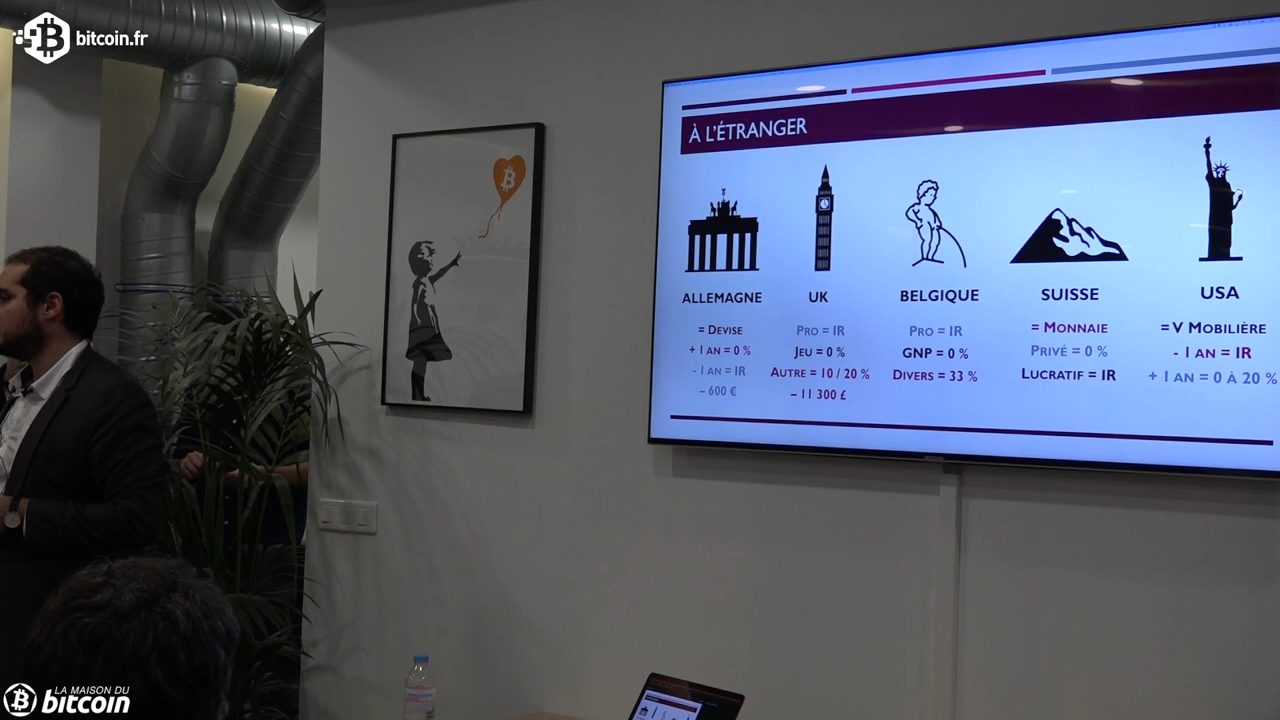 bitcoin.fr
À L'ÉTRANGER
ALLEMAGNE
= DEVISE
+ 1 AN = 0 %
- 1 AN = IR
– 600 €
UK
PRO = IR
JEU = 0 %
AUTRE = 10 / 20 %
– 11 300 £
BELGIQUE
PRO = IR
GNP = 0 %
DIVERS = 33 %
SUISSE
= MONNAIE
PRIVÉ = 0 %
LUCRATIF = IR
USA
= V MOBILIÈRE
- 1 AN = IR
+ 1 AN = 0 À 20 %
LA MAISON DU
bitcoin